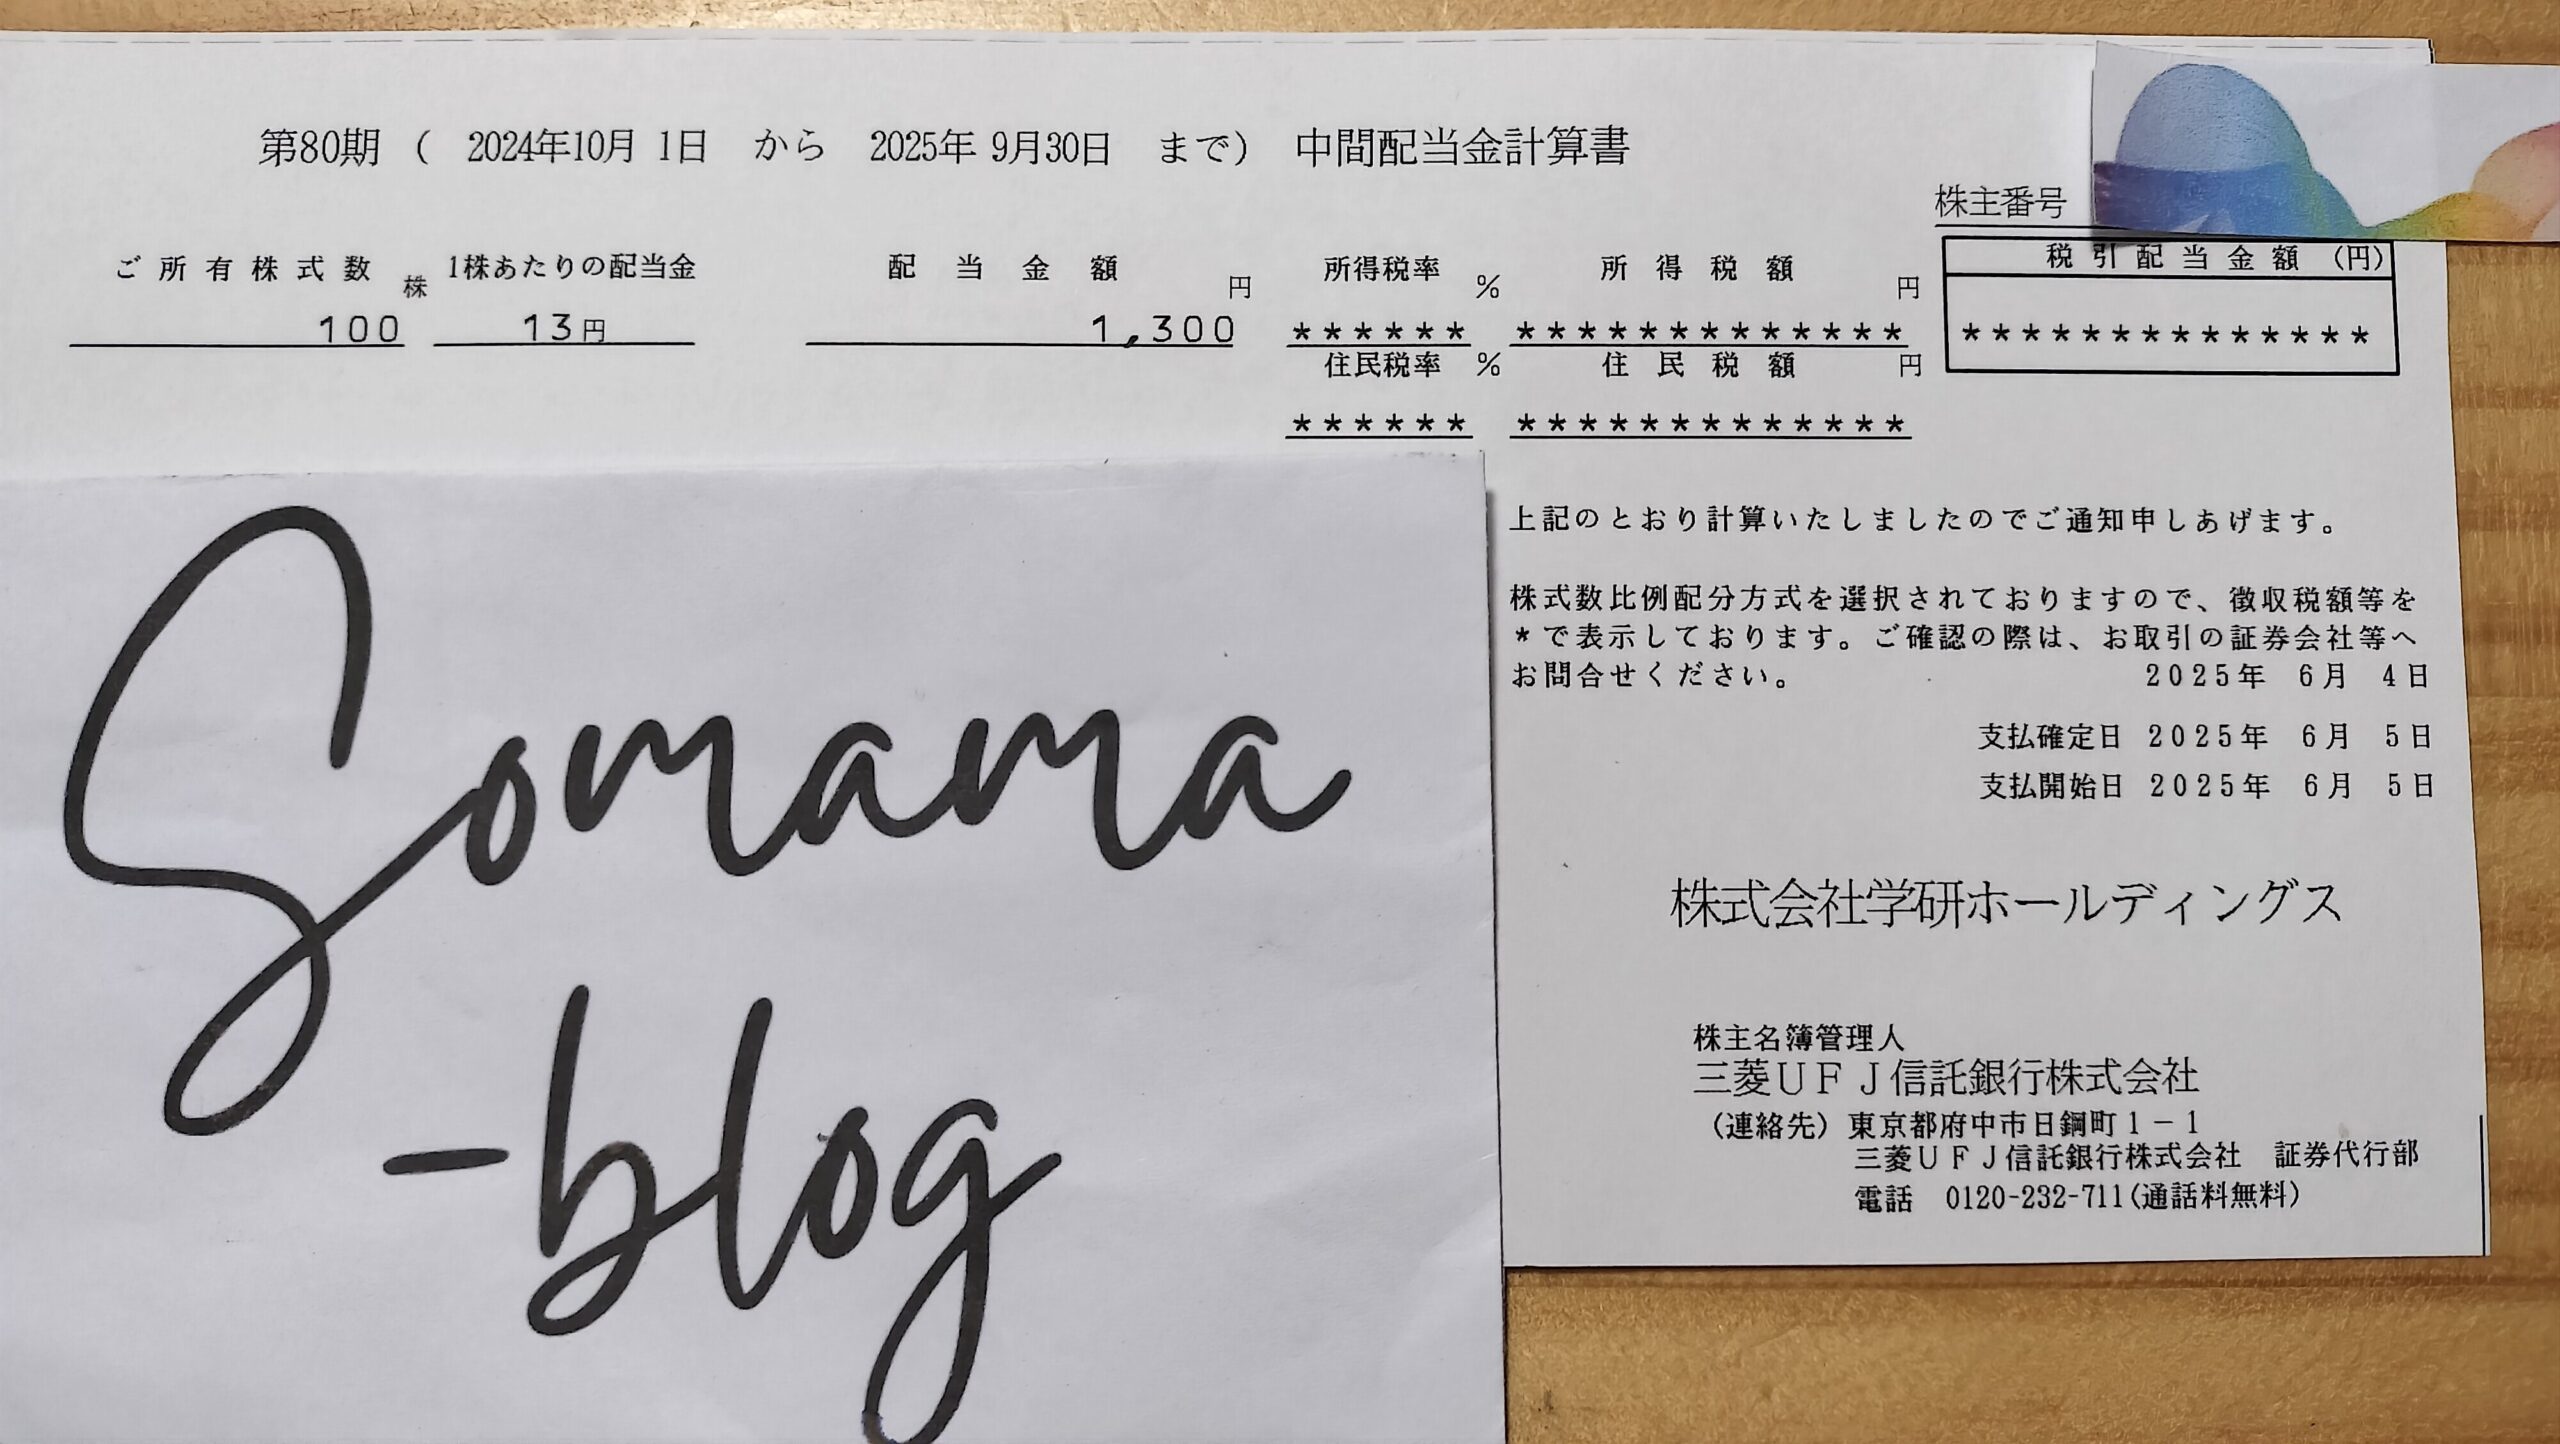 第80期 ( 2024年10月 1日 から 2025年 9月30日 まで) 中間配当金計算書
株主番号
ご所有株式数 株 1株あたりの配当金 配当金額 円 所得税率 % 所得税額 円 税引配当金額 (円)
100 13円 1,300 ****** ************* **************
住民税率 % 住民税額 円
****** *************
上記のとおり計算いたしましたのでご通知申しあげます。
株式数比例配分方式を選択されておりますので、徴収税額等を
*で表示しております。ご確認の際は、お取引の証券会社等へ
お問合せください。 2025年 6月 4日
支払確定日 2025年 6月 5日
支払開始日 2025年 6月 5日
株式会社学研ホールディングス
株主名簿管理人
三菱UFJ信託銀行株式会社
(連絡先) 東京都府中市日鋼町1-1
三菱UFJ信託銀行株式会社 証券代行部
電話 0120-232-711(通話料無料)
Somama
-blog